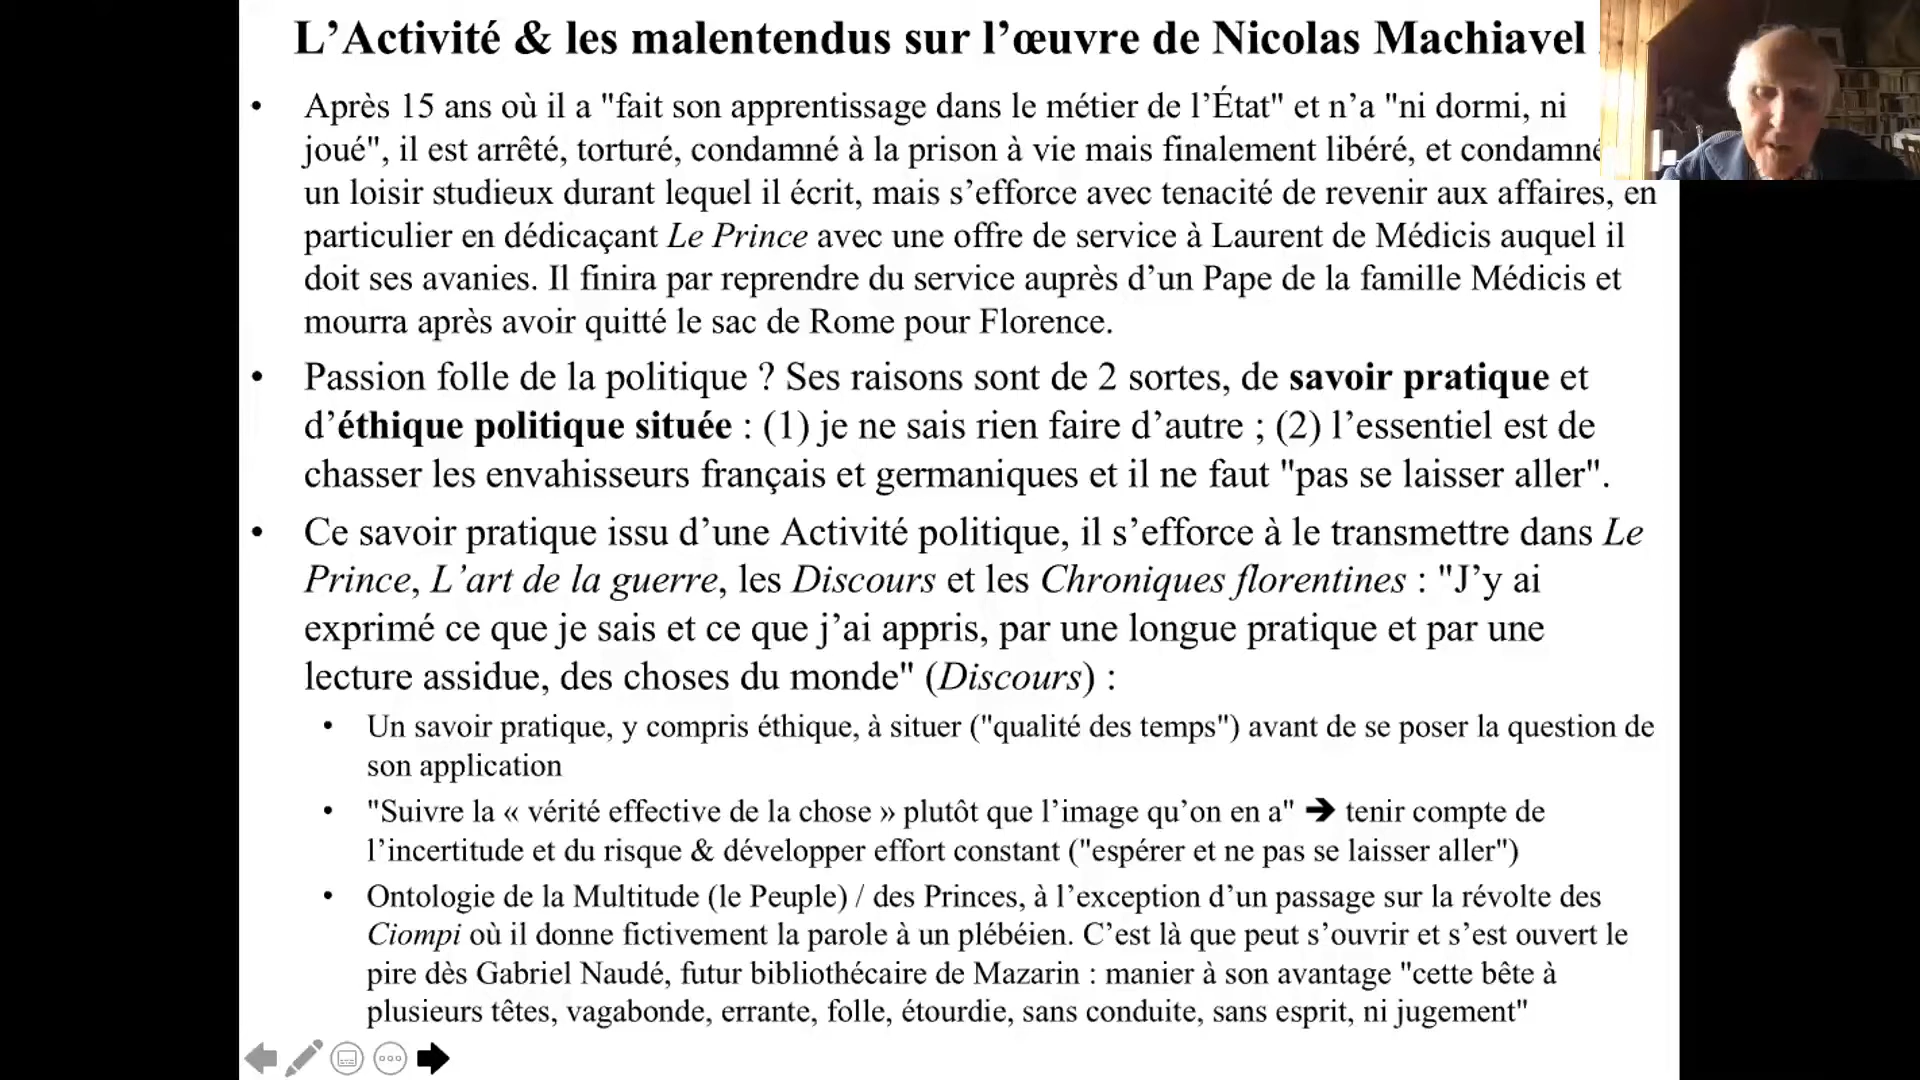 L’Activité & les malentendus sur l’œuvre de Nicolas Machiavel
• Après 15 ans où il a "fait son apprentissage dans le métier de l’État" et n’a "ni dormi, ni
joué", il est arrêté, torturé, condamné à la prison à vie mais finalement libéré, et condamné
un loisir studieux durant lequel il écrit, mais s’efforce avec tenacité de revenir aux affaires, en
particulier en dédicaçant Le Prince avec une offre de service à Laurent de Médicis auquel il
doit ses avanies. Il finira par reprendre du service auprès d’un Pape de la famille Médicis et
mourra après avoir quitté le sac de Rome pour Florence.
• Passion folle de la politique ? Ses raisons sont de 2 sortes, de savoir pratique et
d’éthique politique située : (1) je ne sais rien faire d’autre ; (2) l’essentiel est de
chasser les envahisseurs français et germaniques et il ne faut "pas se laisser aller".
• Ce savoir pratique issu d’une Activité politique, il s’efforce à le transmettre dans Le
Prince, L’art de la guerre, les Discours et les Chroniques florentines : "J’y ai
exprimé ce que je sais et ce que j’ai appris, par une longue pratique et par une
lecture assidue, des choses du monde" (Discours) :
• Un savoir pratique, y compris éthique, à situer ("qualité des temps") avant de se poser la question de
son application
• "Suivre la « vérité effective de la chose » plutôt que l’image qu’on en a" ➔ tenir compte de
l’incertitude et du risque & développer effort constant ("espérer et ne pas se laisser aller")
• Ontologie de la Multitude (le Peuple) / des Princes, à l’exception d’un passage sur la révolte des
Ciompi où il donne fictivement la parole à un plébéien. C’est là que peut s’ouvrir et s’est ouvert le
pire dès Gabriel Naudé, futur bibliothécaire de Mazarin : manier à son avantage "cette bête à
plusieurs têtes, vagabonde, errante, folle, étourdie, sans conduite, sans esprit, ni jugement"